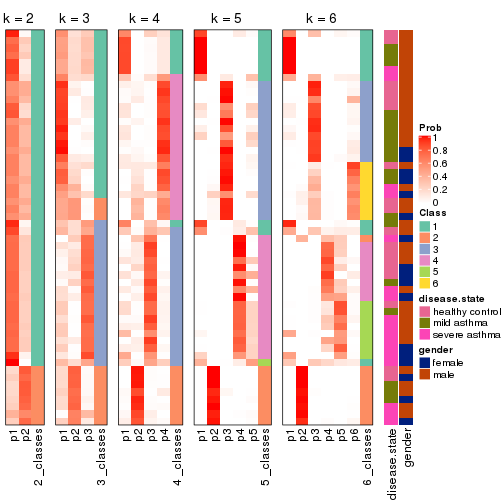 k = 2
k = 3
k = 4
k = 5
k = 6
Prob
1
0.8
0.6
0.4
0.2
0
Class
1
2
3
4
5
6
disease.state
healthy control
mild asthma
severe asthma
gender
female
male
p1
p2
2_classes
p1
p2
p3
3_classes
p1
p2
p3
p4
4_classes
p1
p2
p3
p4
p5
5_classes
p1
p2
p3
p4
p5
p6
6_classes
disease.state
gender